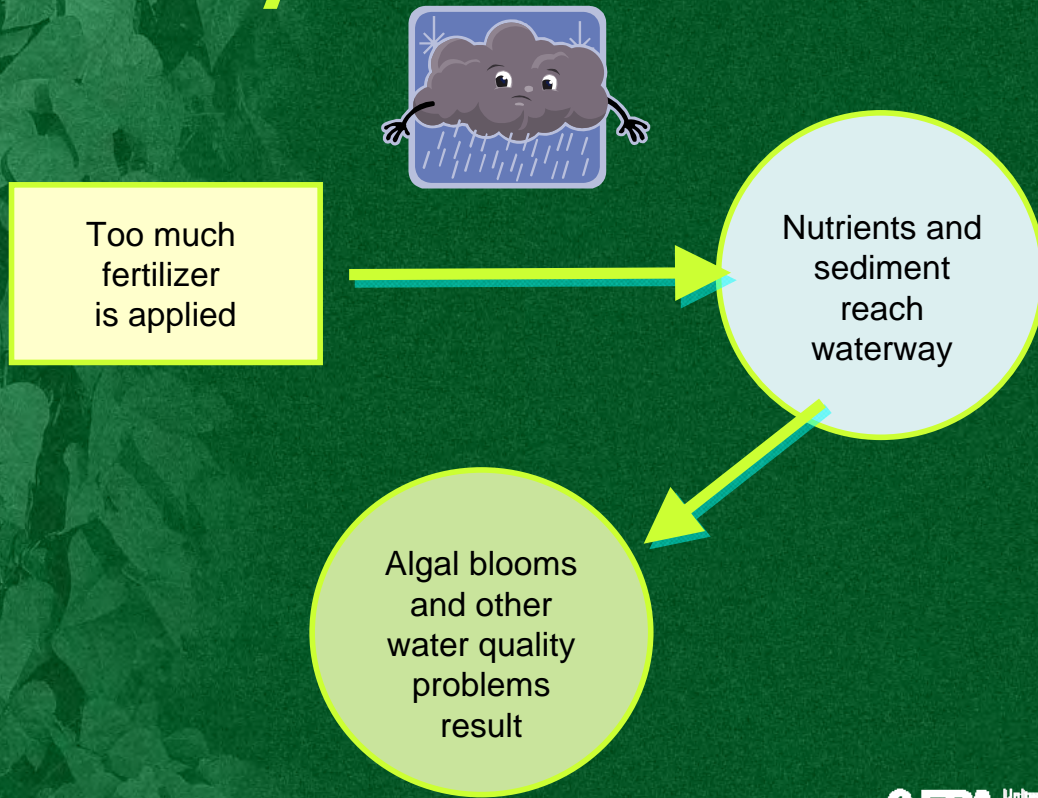 Too much
fertilizer
is applied
Nutrients and
sediment
reach
waterway
Algal blooms
and other
water quality
problems
result